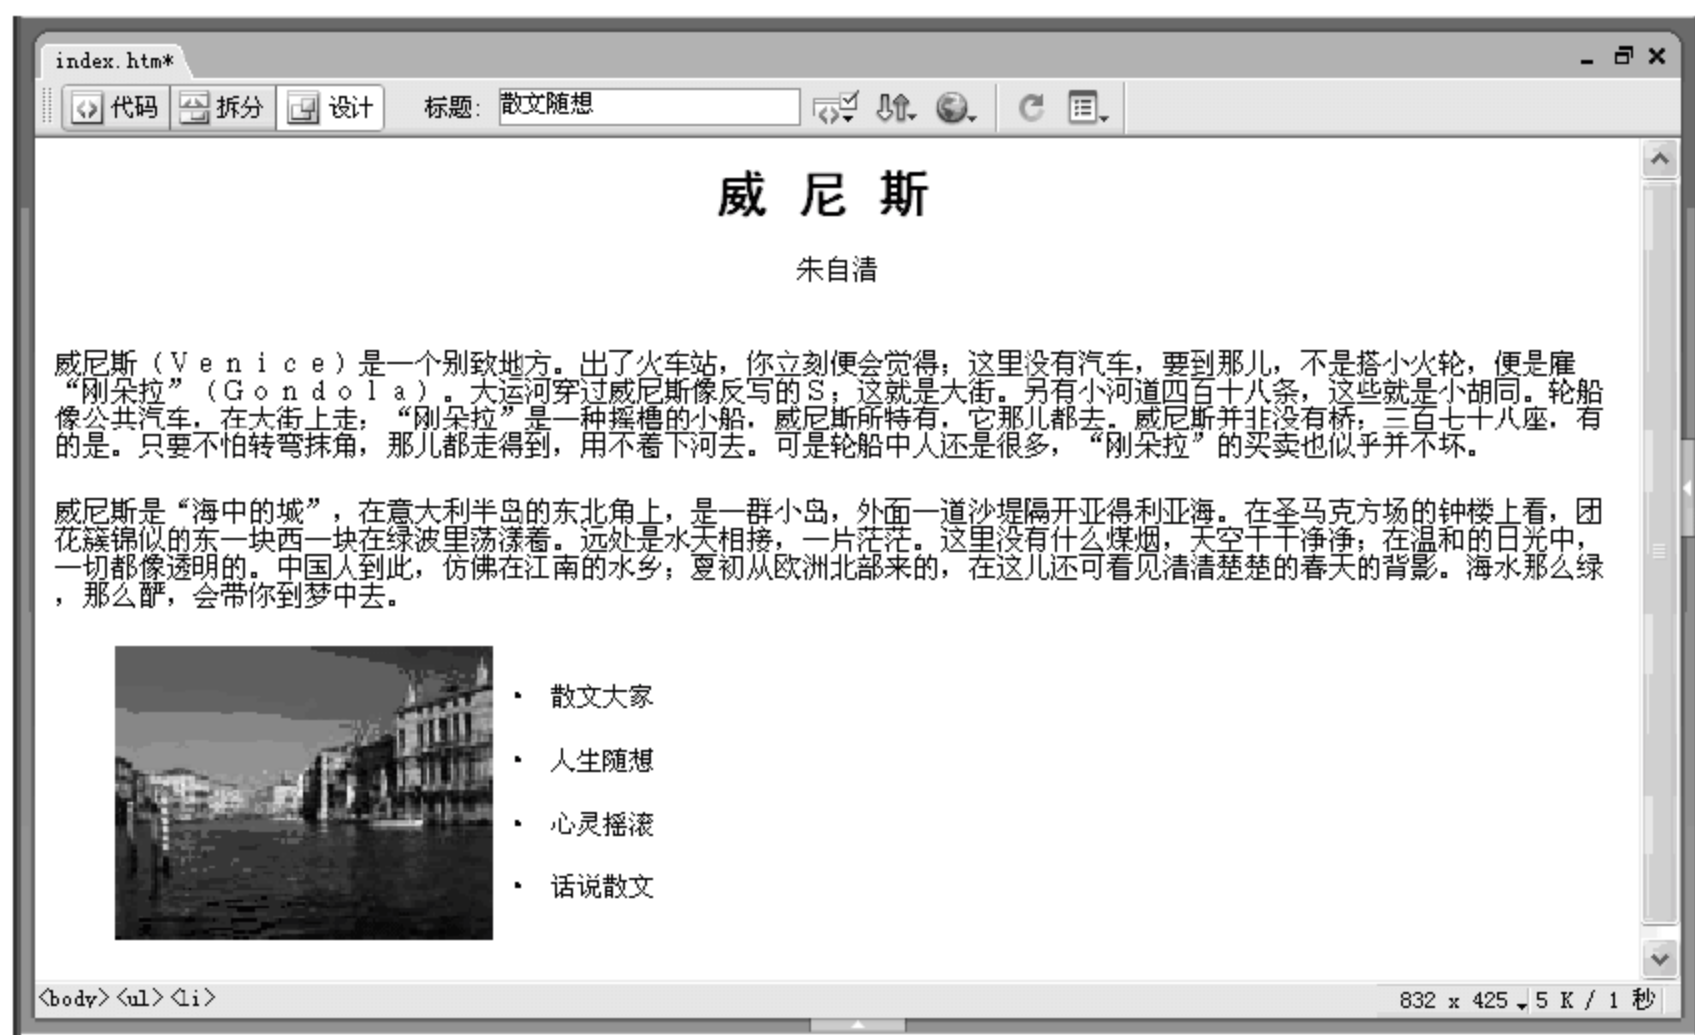 index.htm*
代码 拆分 设计 标题: 散文随想
威 尼 斯
朱自清
威尼斯（Ｖｅｎｉｃｅ）是一个别致地方。出了火车站，你立刻便会觉得；这里没有汽车，要到那儿，不是搭小火轮，便是雇
“刚朵拉”（Ｇｏｎｄｏｌａ）。大运河穿过威尼斯像反写的Ｓ；这就是大街。另有小河道四百十八条，这些就是小胡同。轮船
像公共汽车，在大街上走；“刚朵拉”是一种摇橹的小船，威尼斯所特有，它那儿都去。威尼斯并非没有桥；三百七十八座，有
的是。只要不怕转弯抹角，那儿都走得到，用不着下河去。可是轮船中人还是很多，“刚朵拉”的买卖也似乎并不坏。
威尼斯是“海中的城”，在意大利半岛的东北角上，是一群小岛，外面一道沙堤隔开亚得利亚海。在圣马克方场的钟楼上看，团
花簇锦似的东一块西一块在绿波里荡漾着。远处是水天相接，一片茫茫。这里没有什么煤烟，天空干干净净；在温和的日光中，
一切都像透明的。中国人到此，仿佛在江南的水乡；夏初从欧洲北部来的，在这儿还可看见清清楚楚的春天的背影。海水那么绿
，那么酽，会带你到梦中去。
• 散文大家
• 人生随想
• 心灵摇滚
• 话说散文
<body><ul><li> 832 x 425 5 K / 1 秒